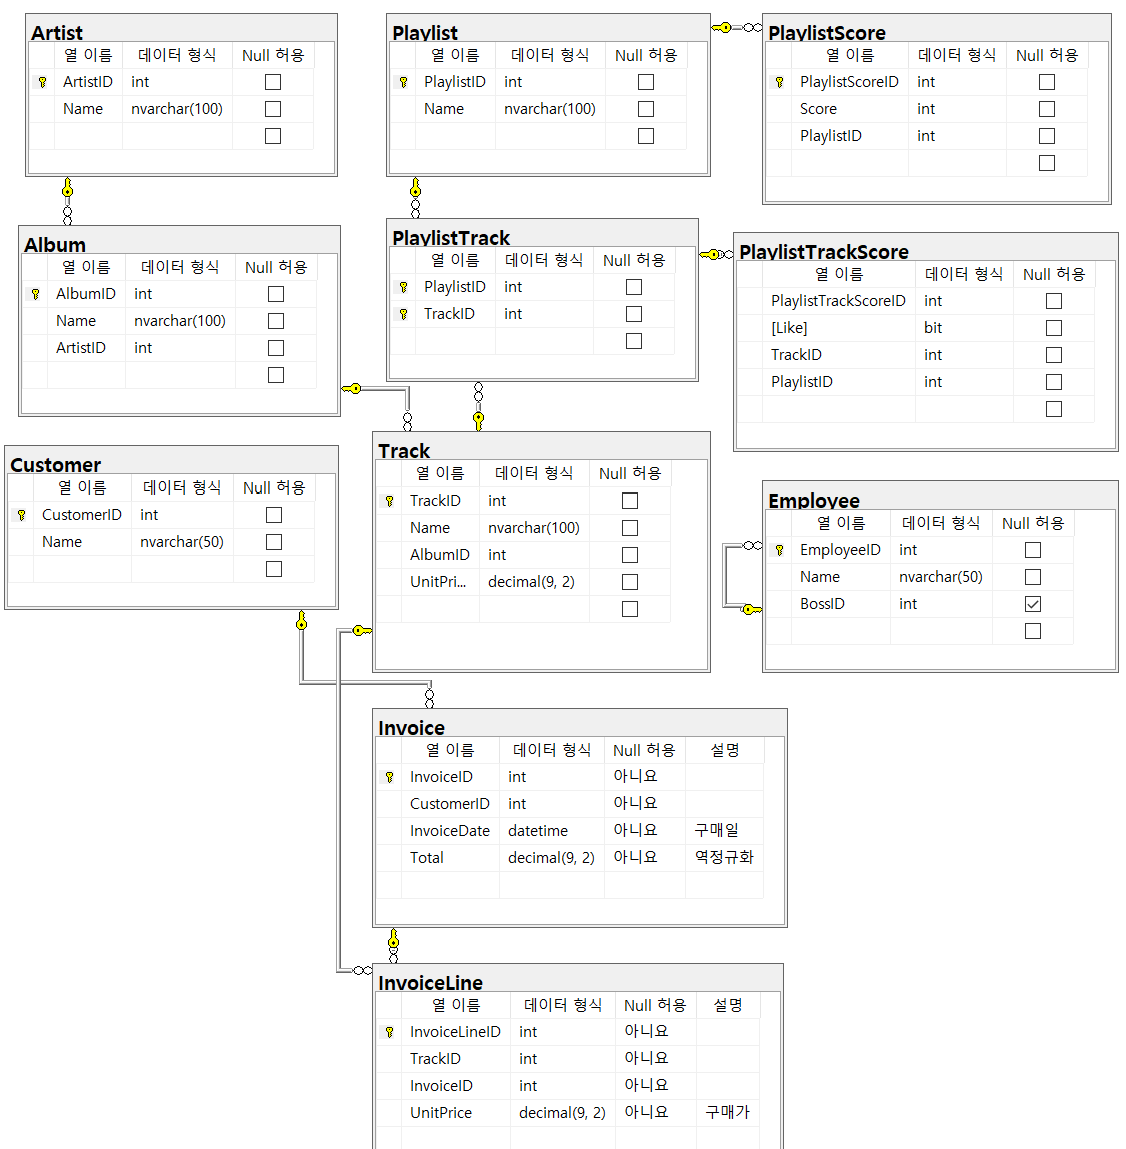 Artist
열 이름 데이터 형식 Null 허용
ArtistID int
Name nvarchar(100)
Playlist
열 이름 데이터 형식 Null 허용
PlaylistID int
Name nvarchar(100)
PlaylistScore
열 이름 데이터 형식 Null 허용
PlaylistScoreID int
Score int
PlaylistID int
Album
열 이름 데이터 형식 Null 허용
AlbumID int
Name nvarchar(100)
ArtistID int
PlaylistTrack
열 이름 데이터 형식 Null 허용
PlaylistID int
TrackID int
PlaylistTrackScore
열 이름 데이터 형식 Null 허용
PlaylistTrackScoreID int
[Like] bit
TrackID int
PlaylistID int
Customer
열 이름 데이터 형식 Null 허용
CustomerID int
Name nvarchar(50)
Track
열 이름 데이터 형식 Null 허용
TrackID int
Name nvarchar(100)
AlbumID int
UnitPri... decimal(9, 2)
Employee
열 이름 데이터 형식 Null 허용
EmployeeID int
Name nvarchar(50)
BossID int
Invoice
열 이름 데이터 형식 Null 허용 설명
InvoiceID int 아니요
CustomerID int 아니요
InvoiceDate datetime 아니요 구매일
Total decimal(9, 2) 아니요 역정규화
InvoiceLine
열 이름 데이터 형식 Null 허용 설명
InvoiceLineID int 아니요
TrackID int 아니요
InvoiceID int 아니요
UnitPrice decimal(9, 2) 아니요 구매가